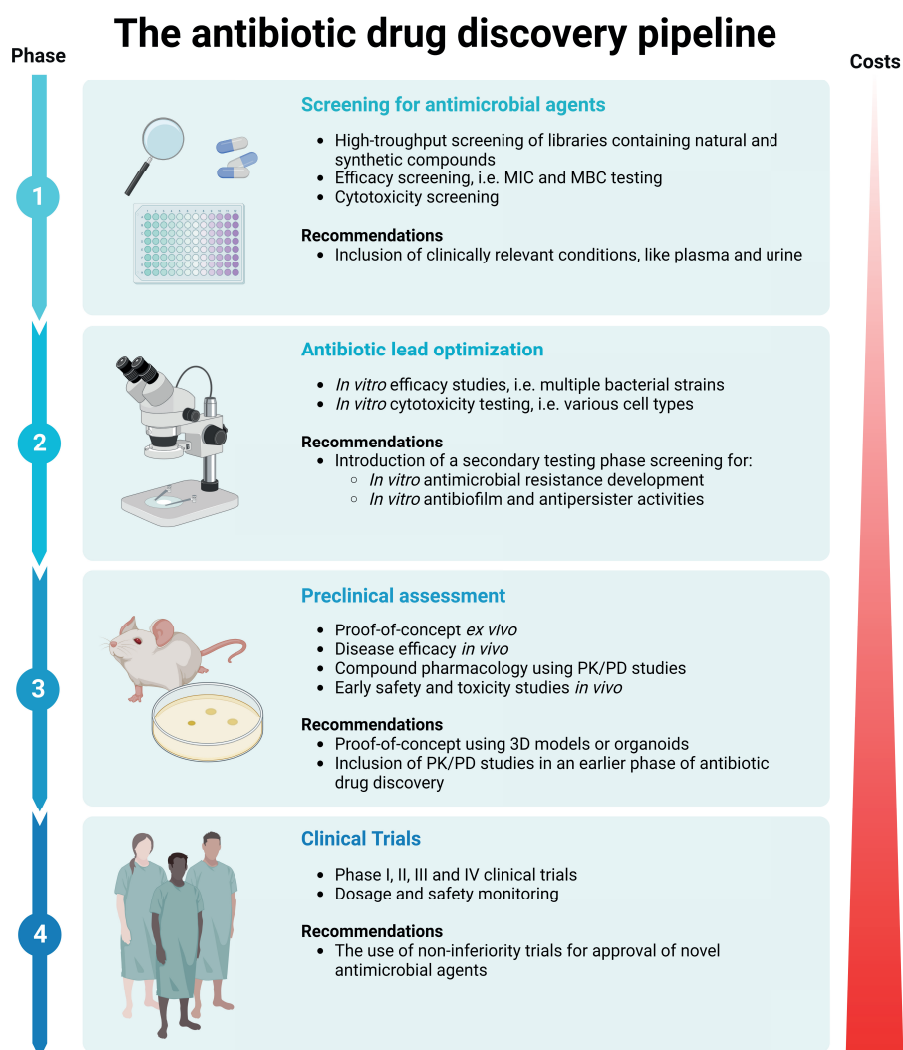 The antibiotic drug discovery pipeline
Phase
Costs
1
Screening for antimicrobial agents
• High-troughput screening of libraries containing natural and
synthetic compounds
• Efficacy screening, i.e. MIC and MBC testing
• Cytotoxicity screening
Recommendations
• Inclusion of clinically relevant conditions, like plasma and urine
2
Antibiotic lead optimization
• In vitro efficacy studies, i.e. multiple bacterial strains
• In vitro cytotoxicity testing, i.e. various cell types
Recommendations
• Introduction of a secondary testing phase screening for:
○ In vitro antimicrobial resistance development
○ In vitro antibiofilm and antipersister activities
3
Preclinical assessment
• Proof-of-concept ex vivo
• Disease efficacy in vivo
• Compound pharmacology using PK/PD studies
• Early safety and toxicity studies in vivo
Recommendations
• Proof-of-concept using 3D models or organoids
• Inclusion of PK/PD studies in an earlier phase of antibiotic
drug discovery
4
Clinical Trials
• Phase I, II, III and IV clinical trials
• Dosage and safety monitoring
Recommendations
• The use of non-inferiority trials for approval of novel
antimicrobial agents